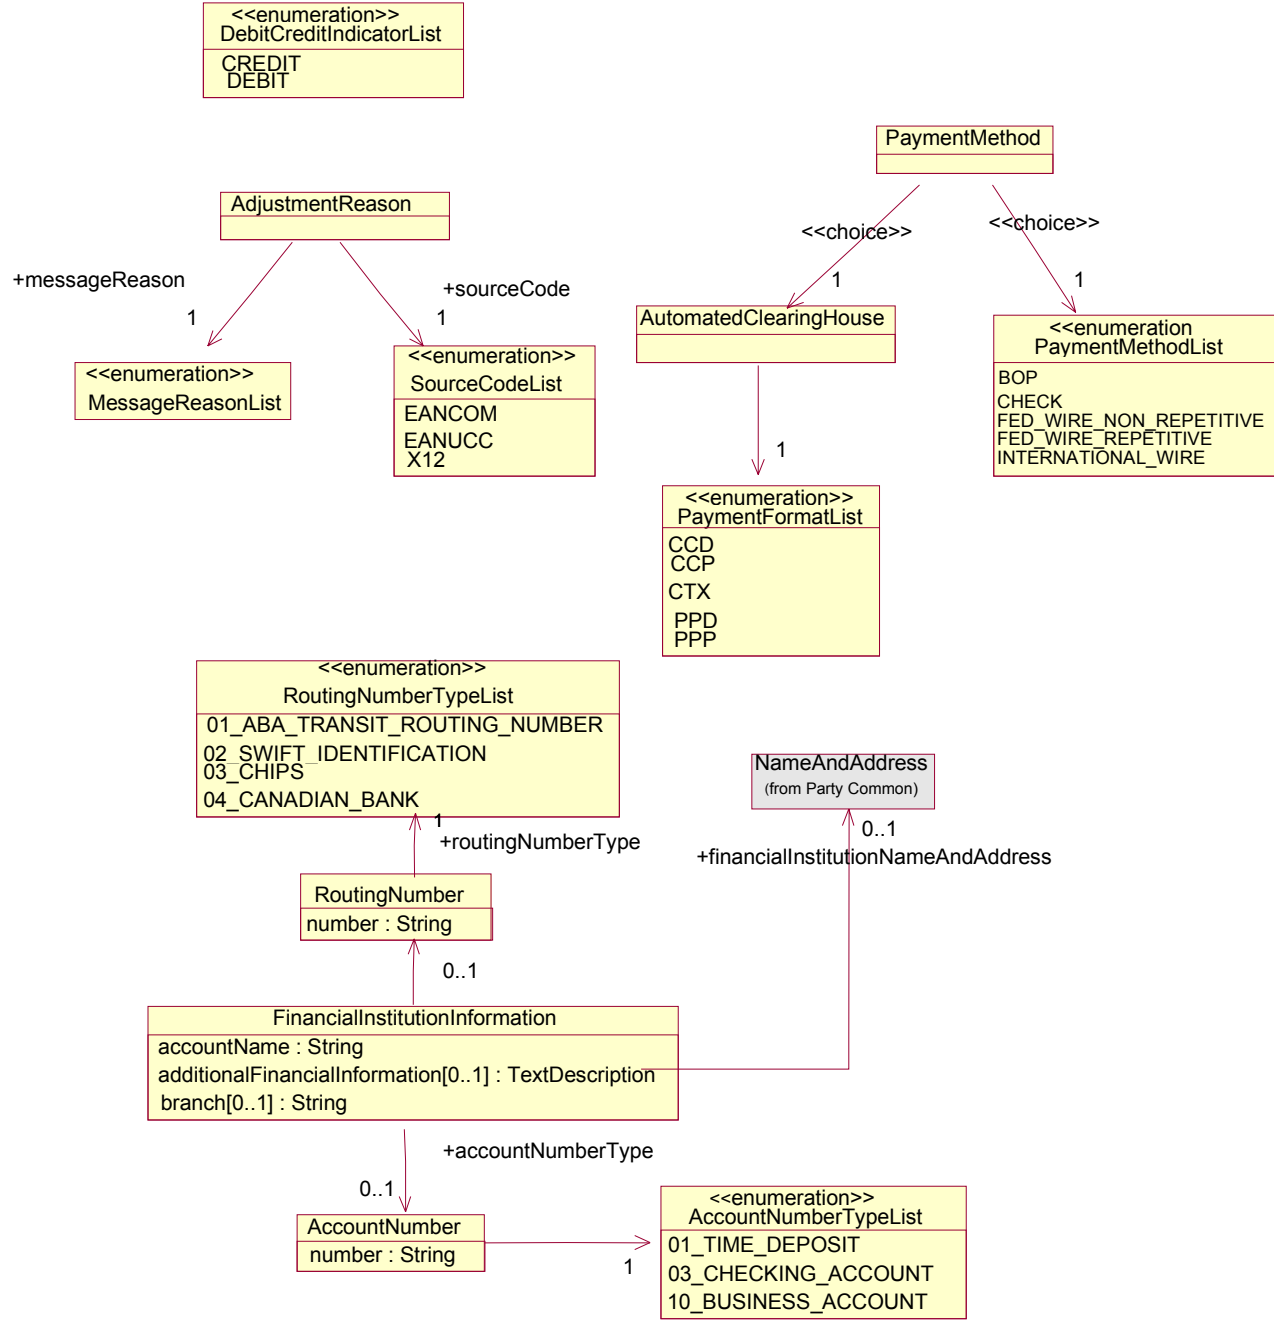 <<enumeration>>
DebitCreditIndicatorList
CREDIT
DEBIT
PaymentMethod
AdjustmentReason
<<choice>>
<<choice>>
+messageReason
1
+sourceCode
1
1
1
AutomatedClearingHouse
<<enumeration
PaymentMethodList
BOP
CHECK
FED_WIRE_NON_REPETITIVE
FED_WIRE_REPETITIVE
INTERNATIONAL_WIRE
<<enumeration>>
MessageReasonList
<<enumeration>>
SourceCodeList
EANCOM
EANUCC
X12
1
<<enumeration>>
PaymentFormatList
CCD
CCP
CTX
PPD
PPP
<<enumeration>>
RoutingNumberTypeList
01_ABA_TRANSIT_ROUTING_NUMBER
02_SWIFT_IDENTIFICATION
03_CHIPS
04_CANADIAN_BANK
NameAndAddress
(from Party Common)
1
+routingNumberType
0..1
+financialInstitutionNameAndAddress
RoutingNumber
number : String
0..1
FinancialInstitutionInformation
accountName : String
additionalFinancialInformation[0..1] : TextDescription
branch[0..1] : String
+accountNumberType
0..1
AccountNumber
number : String
1
<<enumeration>>
AccountNumberTypeList
01_TIME_DEPOSIT
03_CHECKING_ACCOUNT
10_BUSINESS_ACCOUNT